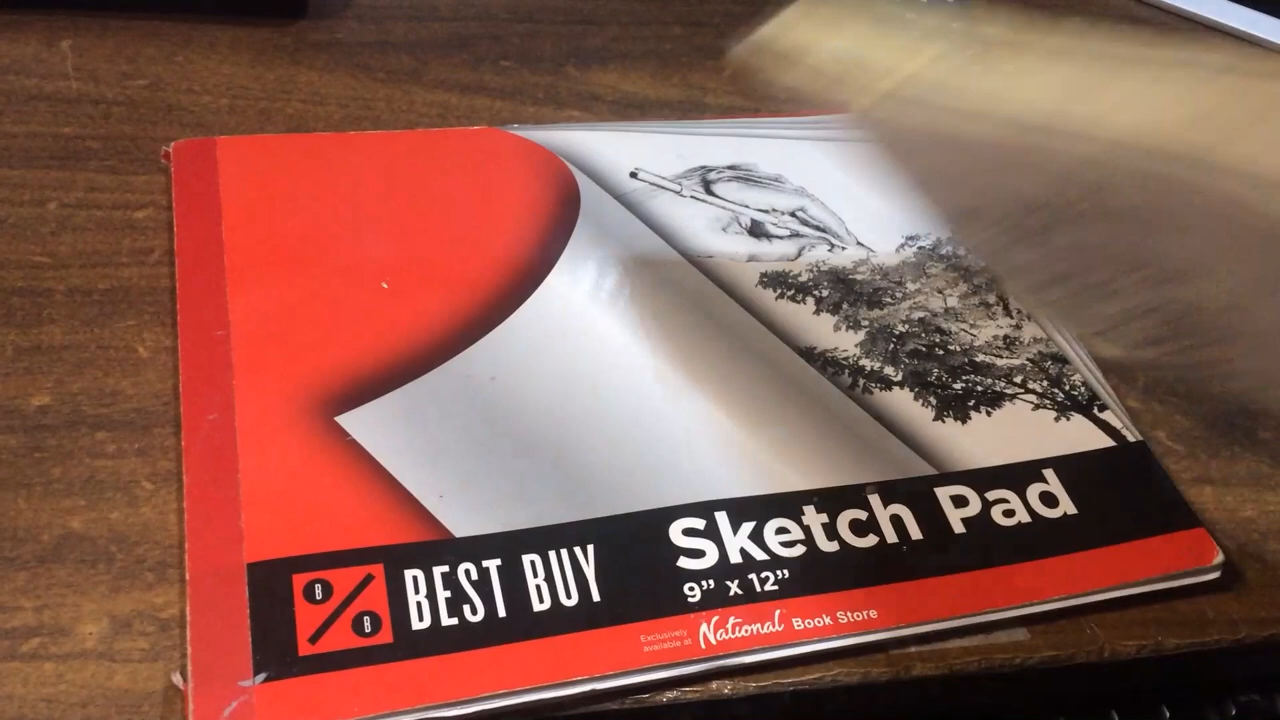 B
B
BEST BUY
Sketch Pad
9” x 12”
Exclusively
available at
National Book Store